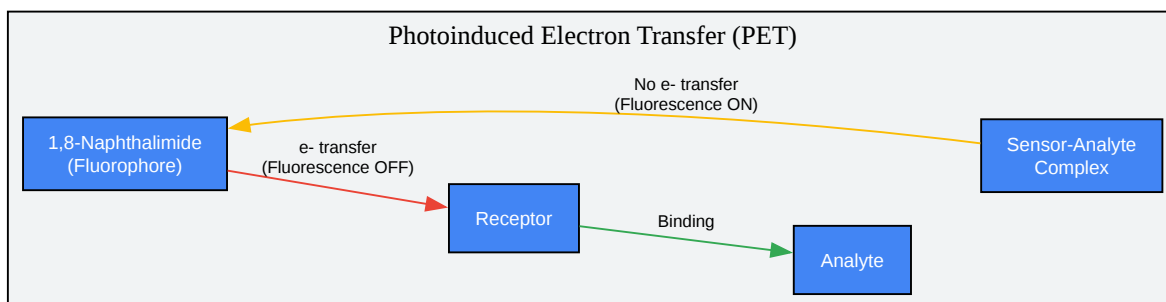 Photoinduced Electron Transfer (PET)
No e- transfer
(Fluorescence ON)
1,8-Naphthalimide
(Fluorophore)
e- transfer
(Fluorescence OFF)
Sensor-Analyte
Complex
Receptor
Binding
Analyte